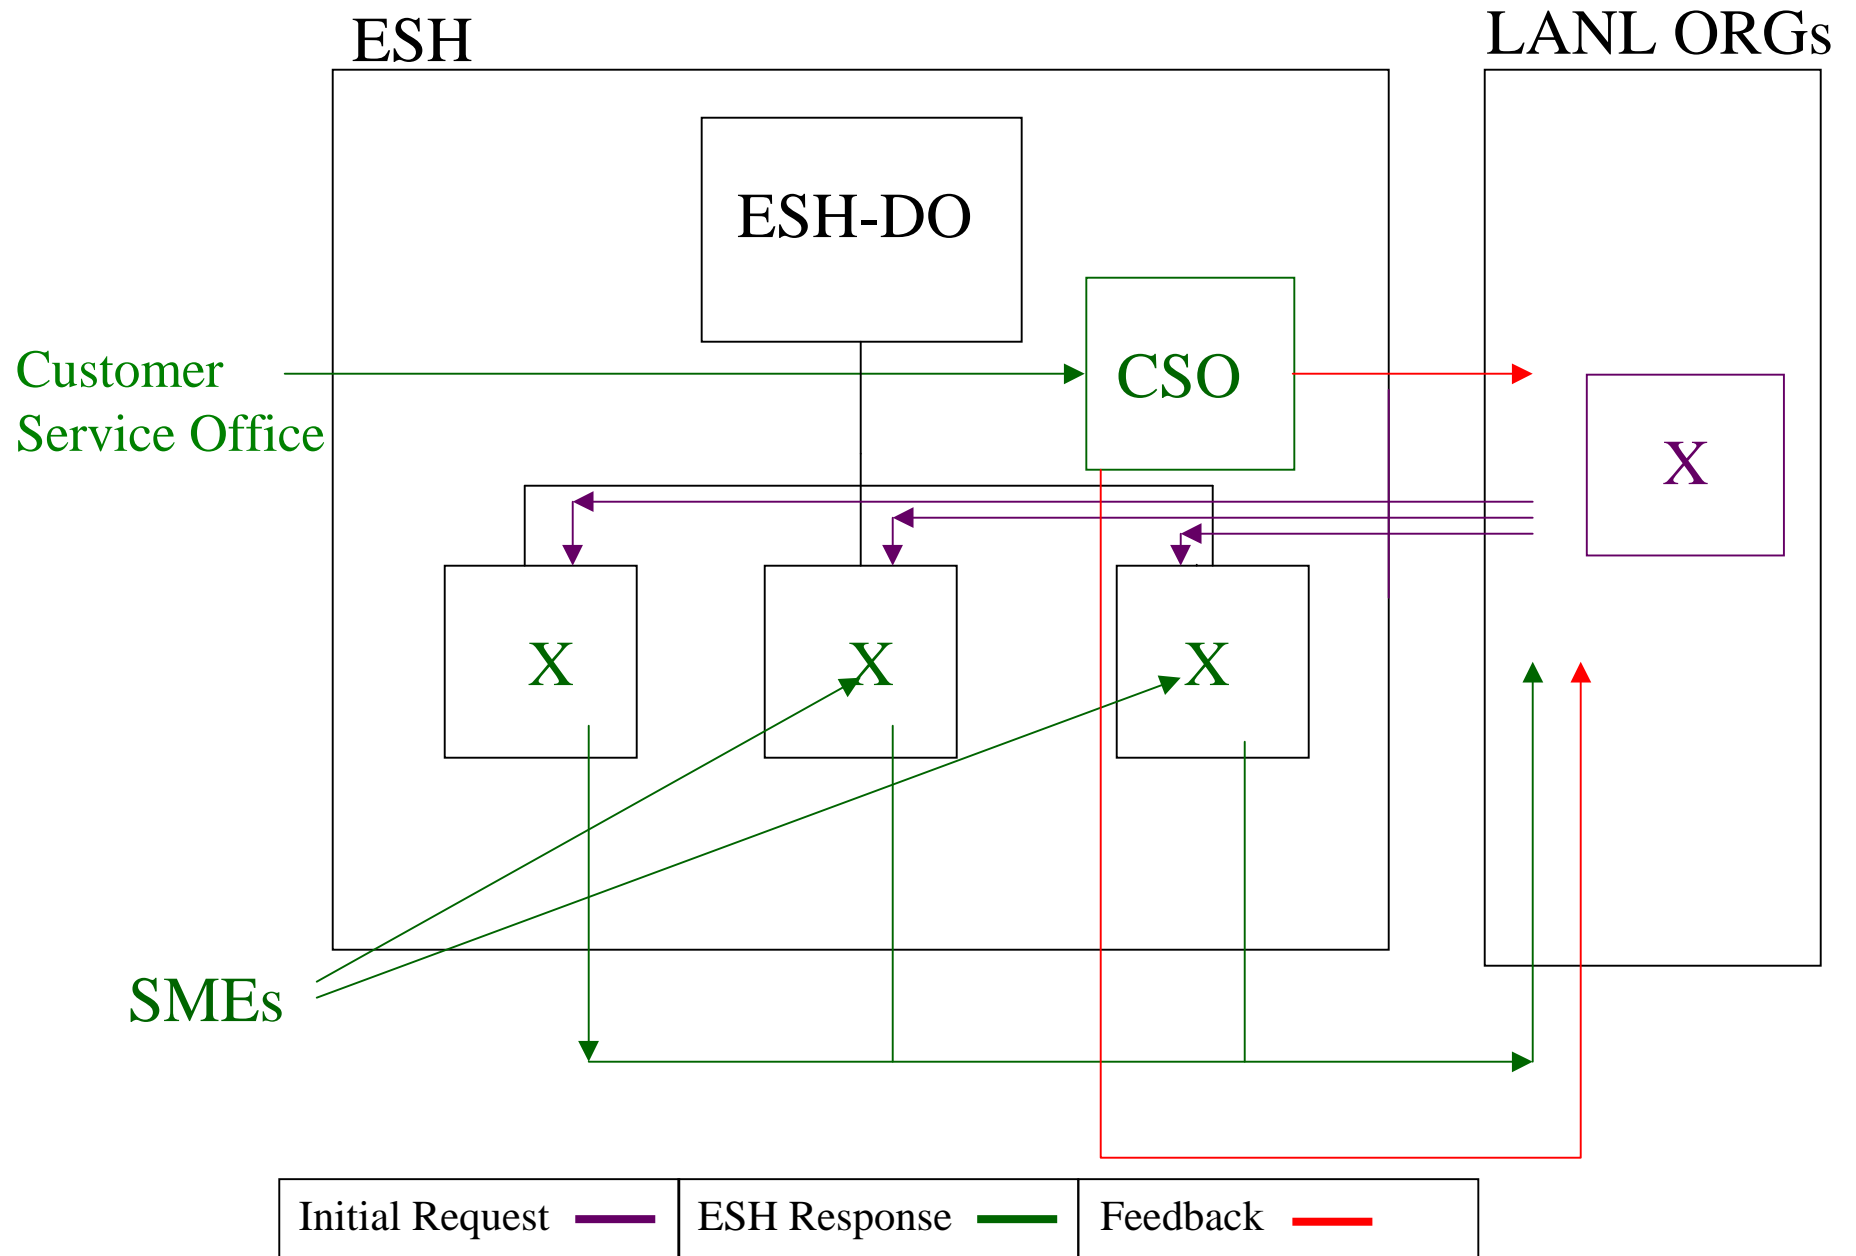 ESH
LANL ORGs
ESH-DO
Customer
Service Office
CSO
X
X
X
X
SMEs
Initial Request
ESH Response
Feedback